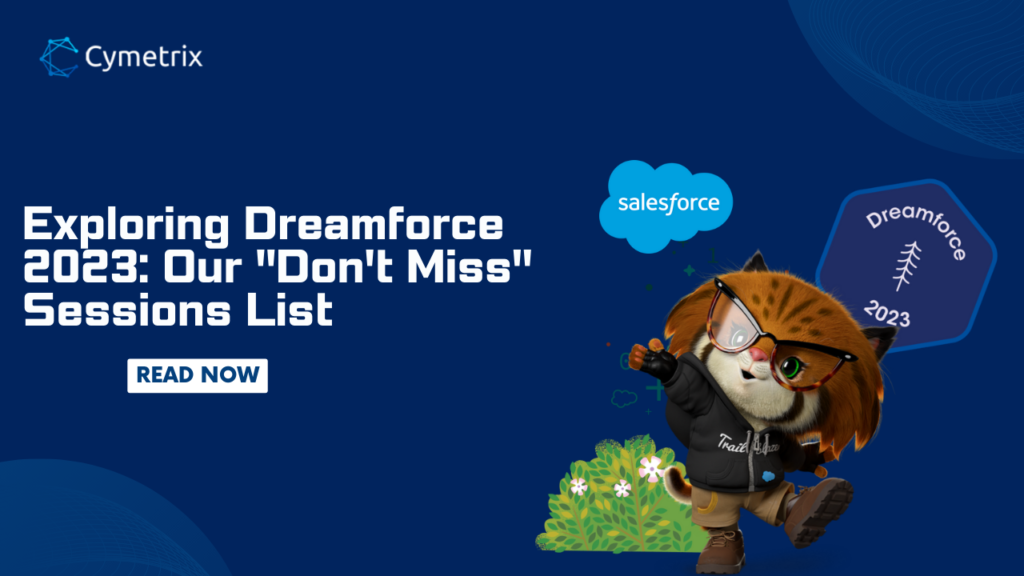 Cymetrix
salesforce
Dreamforce
2023
Exploring Dreamforce
2023: Our "Don't Miss"
Sessions List
READ NOW